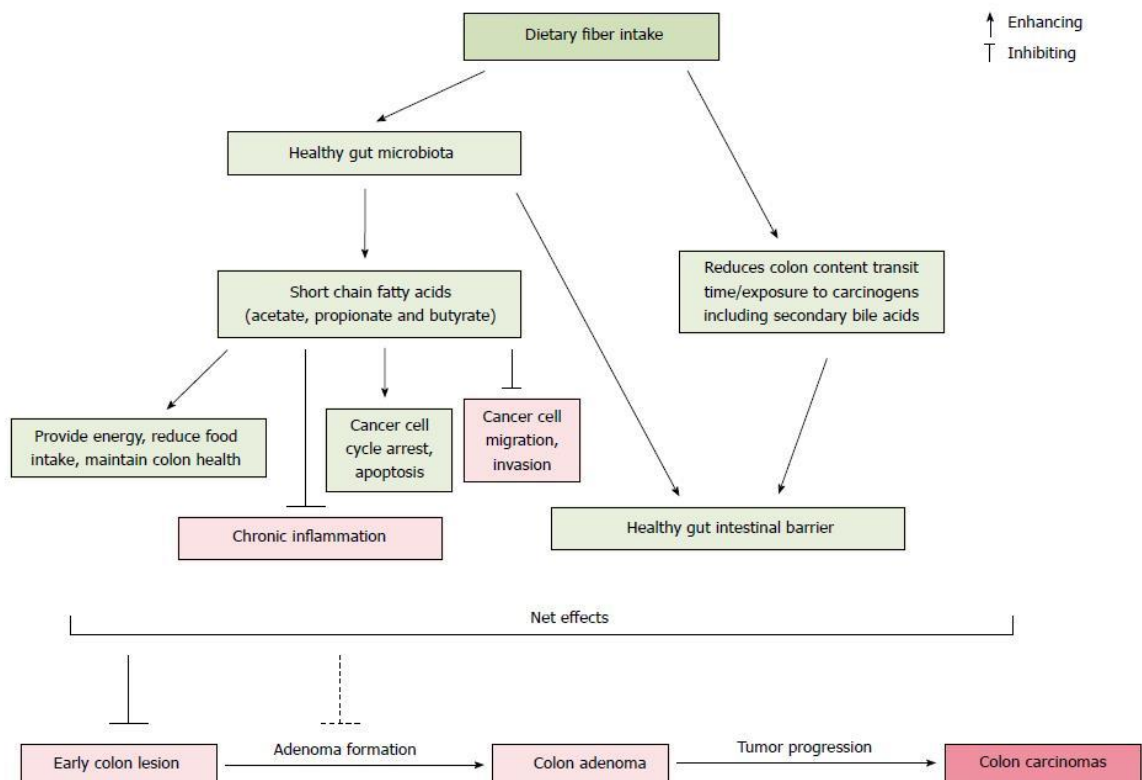 Dietary fiber intake
Enhancing
Inhibiting
Healthy gut microbiota
Short chain fatty acids
(acetate, propionate and butyrate)
Reduces colon content transit
time/exposure to carcinogens
including secondary bile acids
Provide energy, reduce food
intake, maintain colon health
Cancer cell
cycle arrest,
apoptosis
Cancer cell
migration,
invasion
Chronic inflammation
Healthy gut intestinal barrier
Net effects
Early colon lesion
Adenoma formation
Colon adenoma
Tumor progression
Colon carcinomas